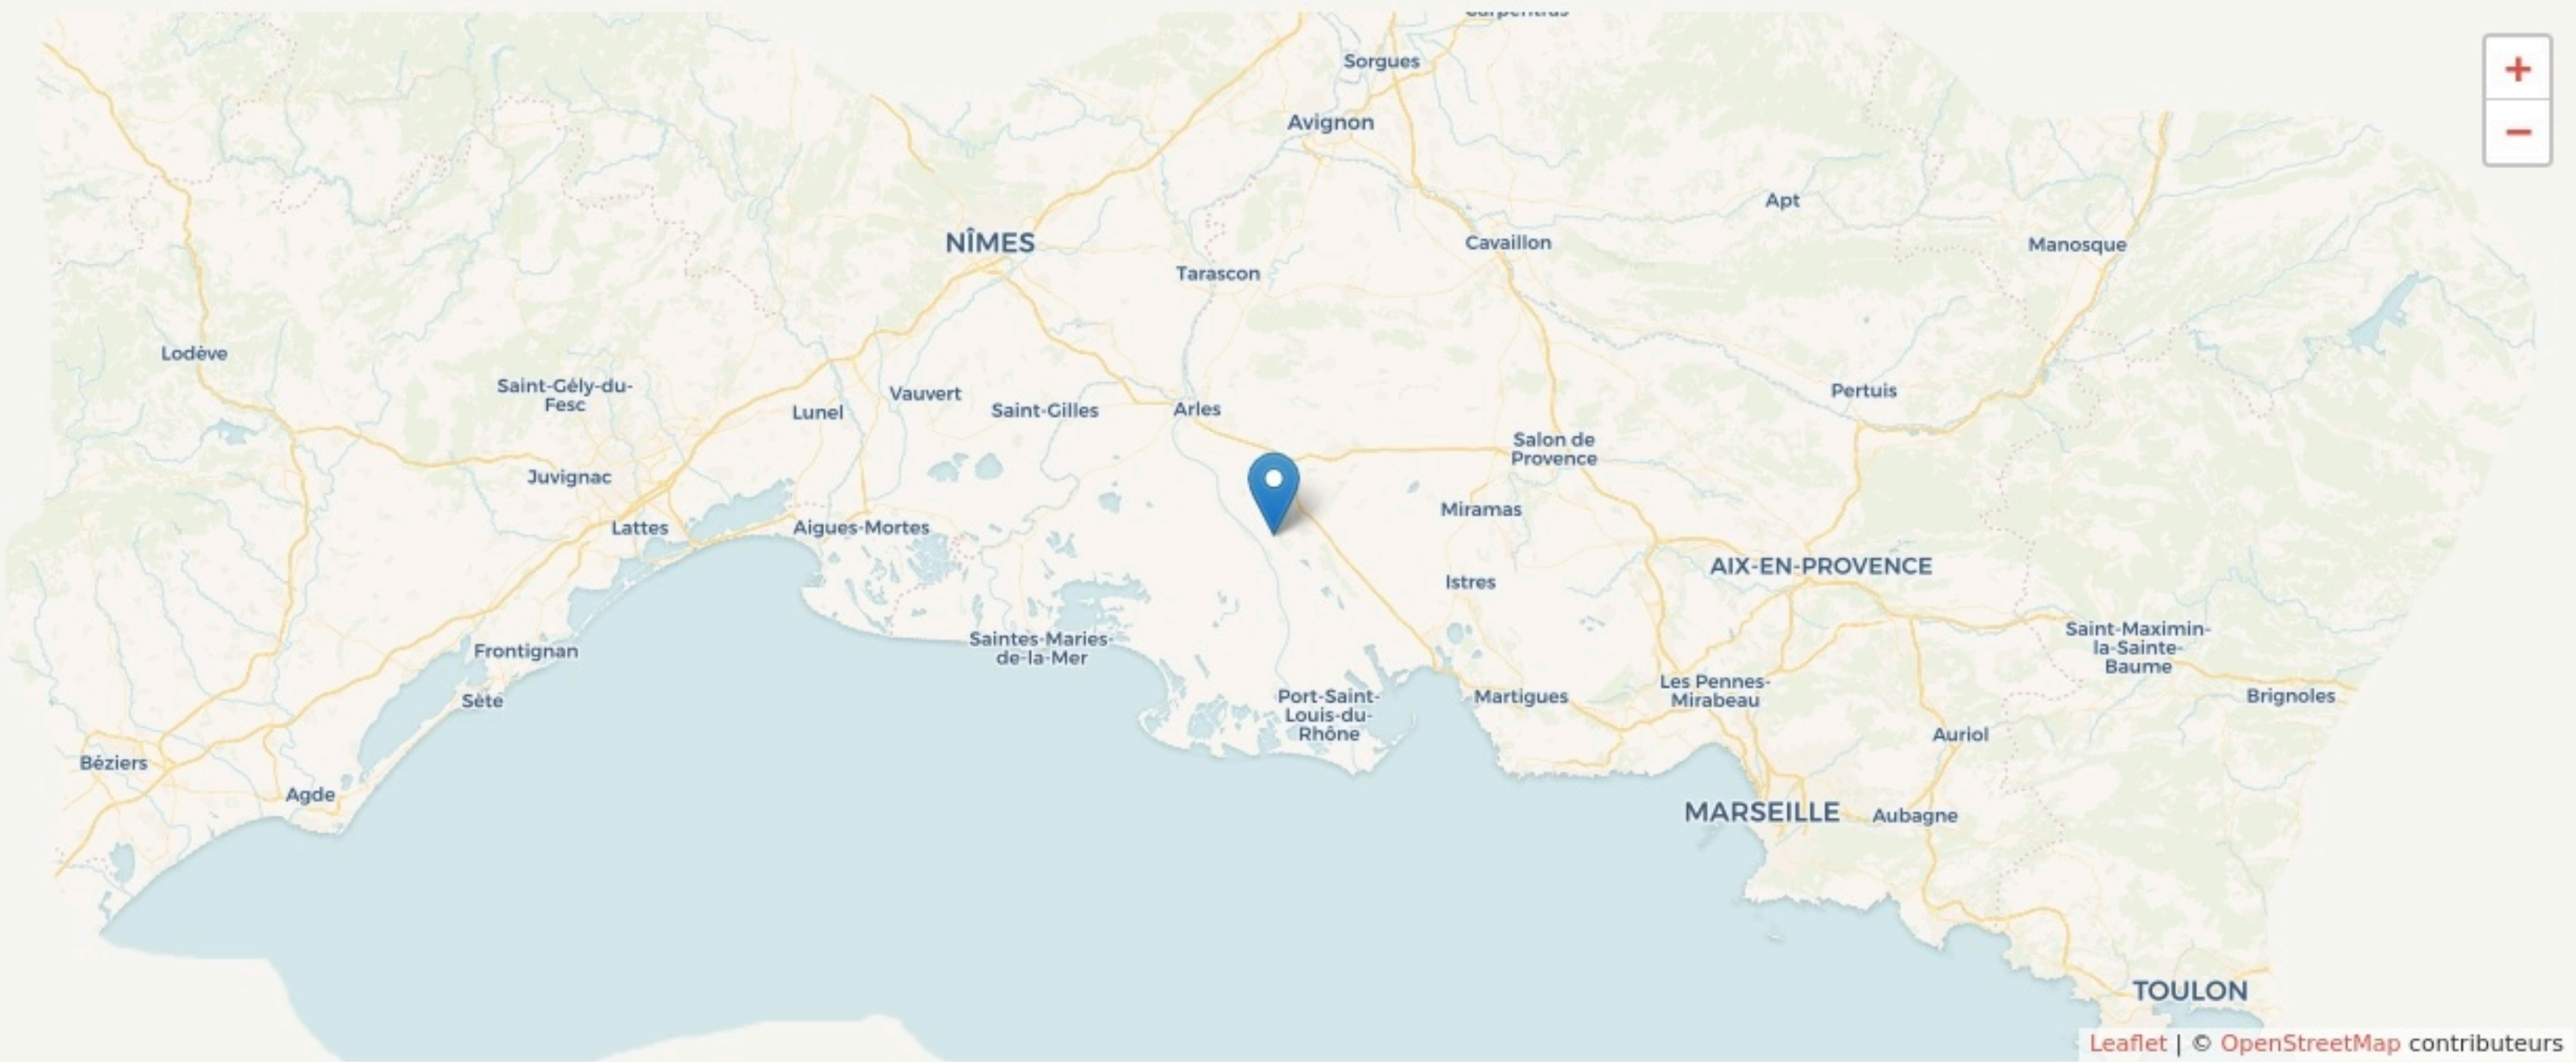 Carpentras
Sorgues
+
−
Avignon
Apt
NÎMES
Cavaillon
Manosque
Tarascon
Lodève
Saint-Gély-du-
Fesc
Vauvert
Pertuis
Lunel
Saint-Gilles
Arles
Salon de
Provence
Juvignac
Miramas
Lattes
Aigues-Mortes
AIX-EN-PROVENCE
Istres
Saintes-Maries-
de-la-Mer
Saint-Maximin-
la-Sainte-
Baume
Frontignan
Sète
Port-Saint-
Louis-du-
Rhône
Martigues
Les Pennes-
Mirabeau
Brignoles
Auriol
Béziers
Agde
MARSEILLE
Aubagne
TOULON
Leaflet | © OpenStreetMap contributeurs